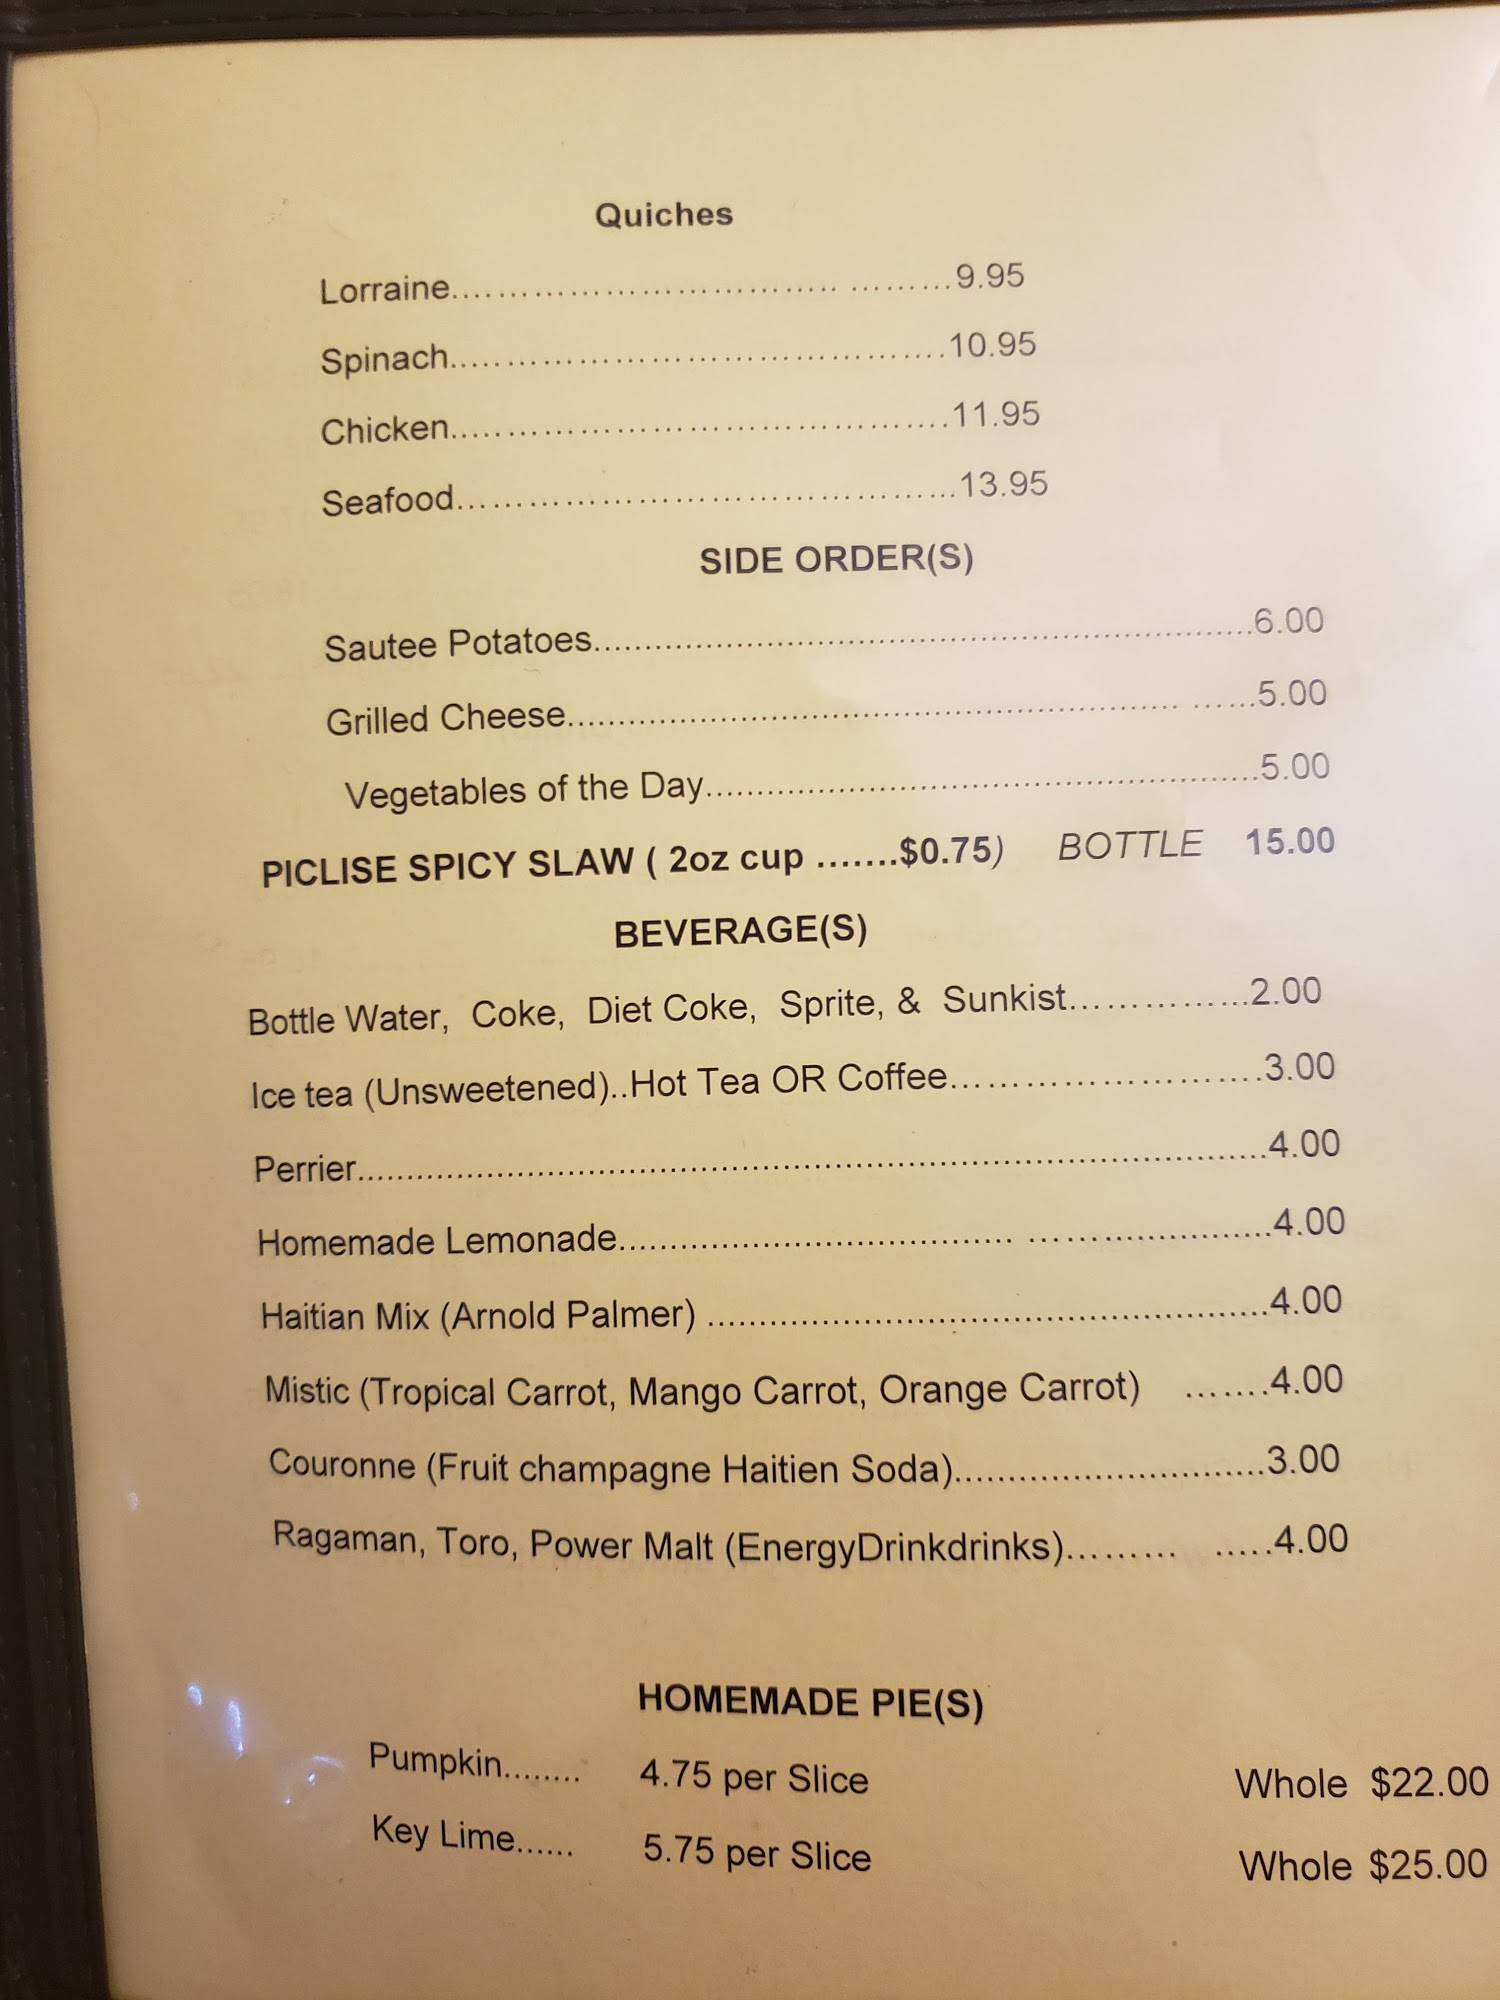 Quiches
Lorraine.................................. .........9.95
Spinach...........................................10.95
Chicken...........................................11.95
Seafood...........................................13.95
SIDE ORDER(S)
Sautee Potatoes..................................................................6.00
Grilled Cheese............................................................. .......5.00
Vegetables of the Day.......................................................5.00
PICLISE SPICY SLAW ( 2oz cup .......$0.75) BOTTLE 15.00
BEVERAGE(S)
Bottle Water, Coke, Diet Coke, Sprite, & Sunkist................2.00
Ice tea (Unsweetened)..Hot Tea OR Coffee............................3.00
Perrier...........................................................................................4.00
Homemade Lemonade....................................... ........................4.00
Haitian Mix (Arnold Palmer) ........................................................4.00
Mistic (Tropical Carrot, Mango Carrot, Orange Carrot) .......4.00
Couronne (Fruit champagne Haitien Soda)...............................3.00
Ragaman, Toro, Power Malt (EnergyDrinkdrinks)......... .....4.00
HOMEMADE PIE(S)
Pumpkin........ 4.75 per Slice Whole $22.00
Key Lime...... 5.75 per Slice Whole $25.00